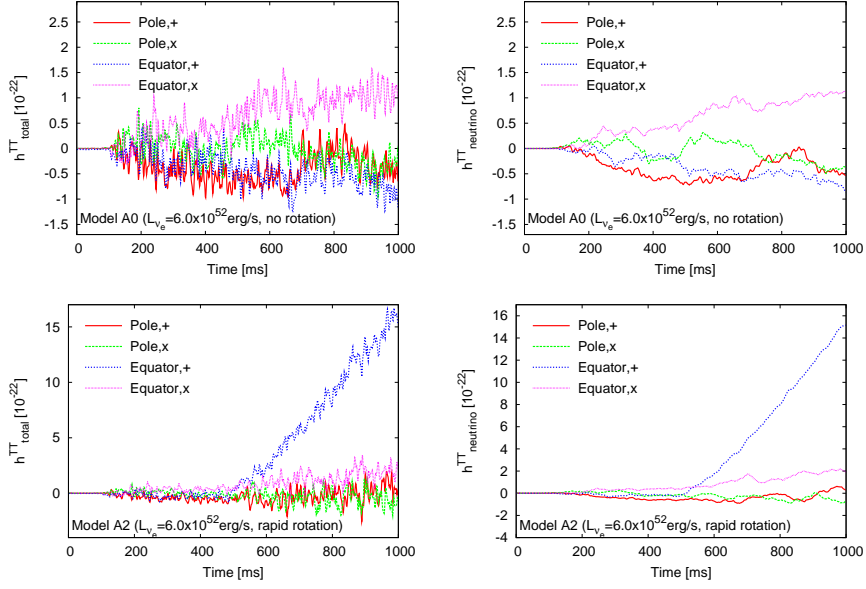 2.5
2
1.5
1
0.5
0
-0.5
-1
-1.5
h^TT_total [10^-22]
Pole,+
Pole,x
Equator,+
Equator,x
Model A0 (L_ν_e=6.0x10^52erg/s, no rotation)
200 400 600 800 1000
Time [ms]
2.5
2
1.5
1
0.5
0
-0.5
-1
-1.5
h^TT_neutrino [10^-22]
Pole,+
Pole,x
Equator,+
Equator,x
Model A0 (L_ν_e=6.0x10^52erg/s, no rotation)
200 400 600 800 1000
Time [ms]
15
10
5
0
h^TT_total [10^-22]
Pole,+
Pole,x
Equator,+
Equator,x
Model A2 (L_ν_e=6.0x10^52erg/s, rapid rotation)
0 200 400 600 800 1000
Time [ms]
16
14
12
10
8
6
4
2
0
-2
-4
h^TT_neutrino [10^-22]
Pole,+
Pole,x
Equator,+
Equator,x
Model A2 (L_ν_e=6.0x10^52erg/s, rapid rotation)
0 200 400 600 800 1000
Time [ms]